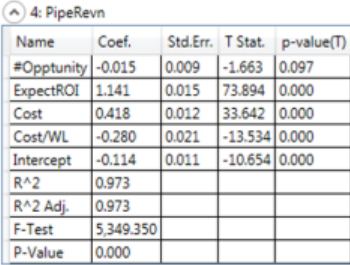 4: PipeRevn
Name Coef. Std.Err. T Stat. p-value(T)
#Opptunity -0.015 0.009 -1.663 0.097
ExpectROI 1.141 0.015 73.894 0.000
Cost 0.418 0.012 33.642 0.000
Cost/WL -0.280 0.021 -13.534 0.000
Intercept -0.114 0.011 -10.654 0.000
R^2 0.973
R^2 Adj. 0.973
F-Test 5,349.350
P-Value 0.000